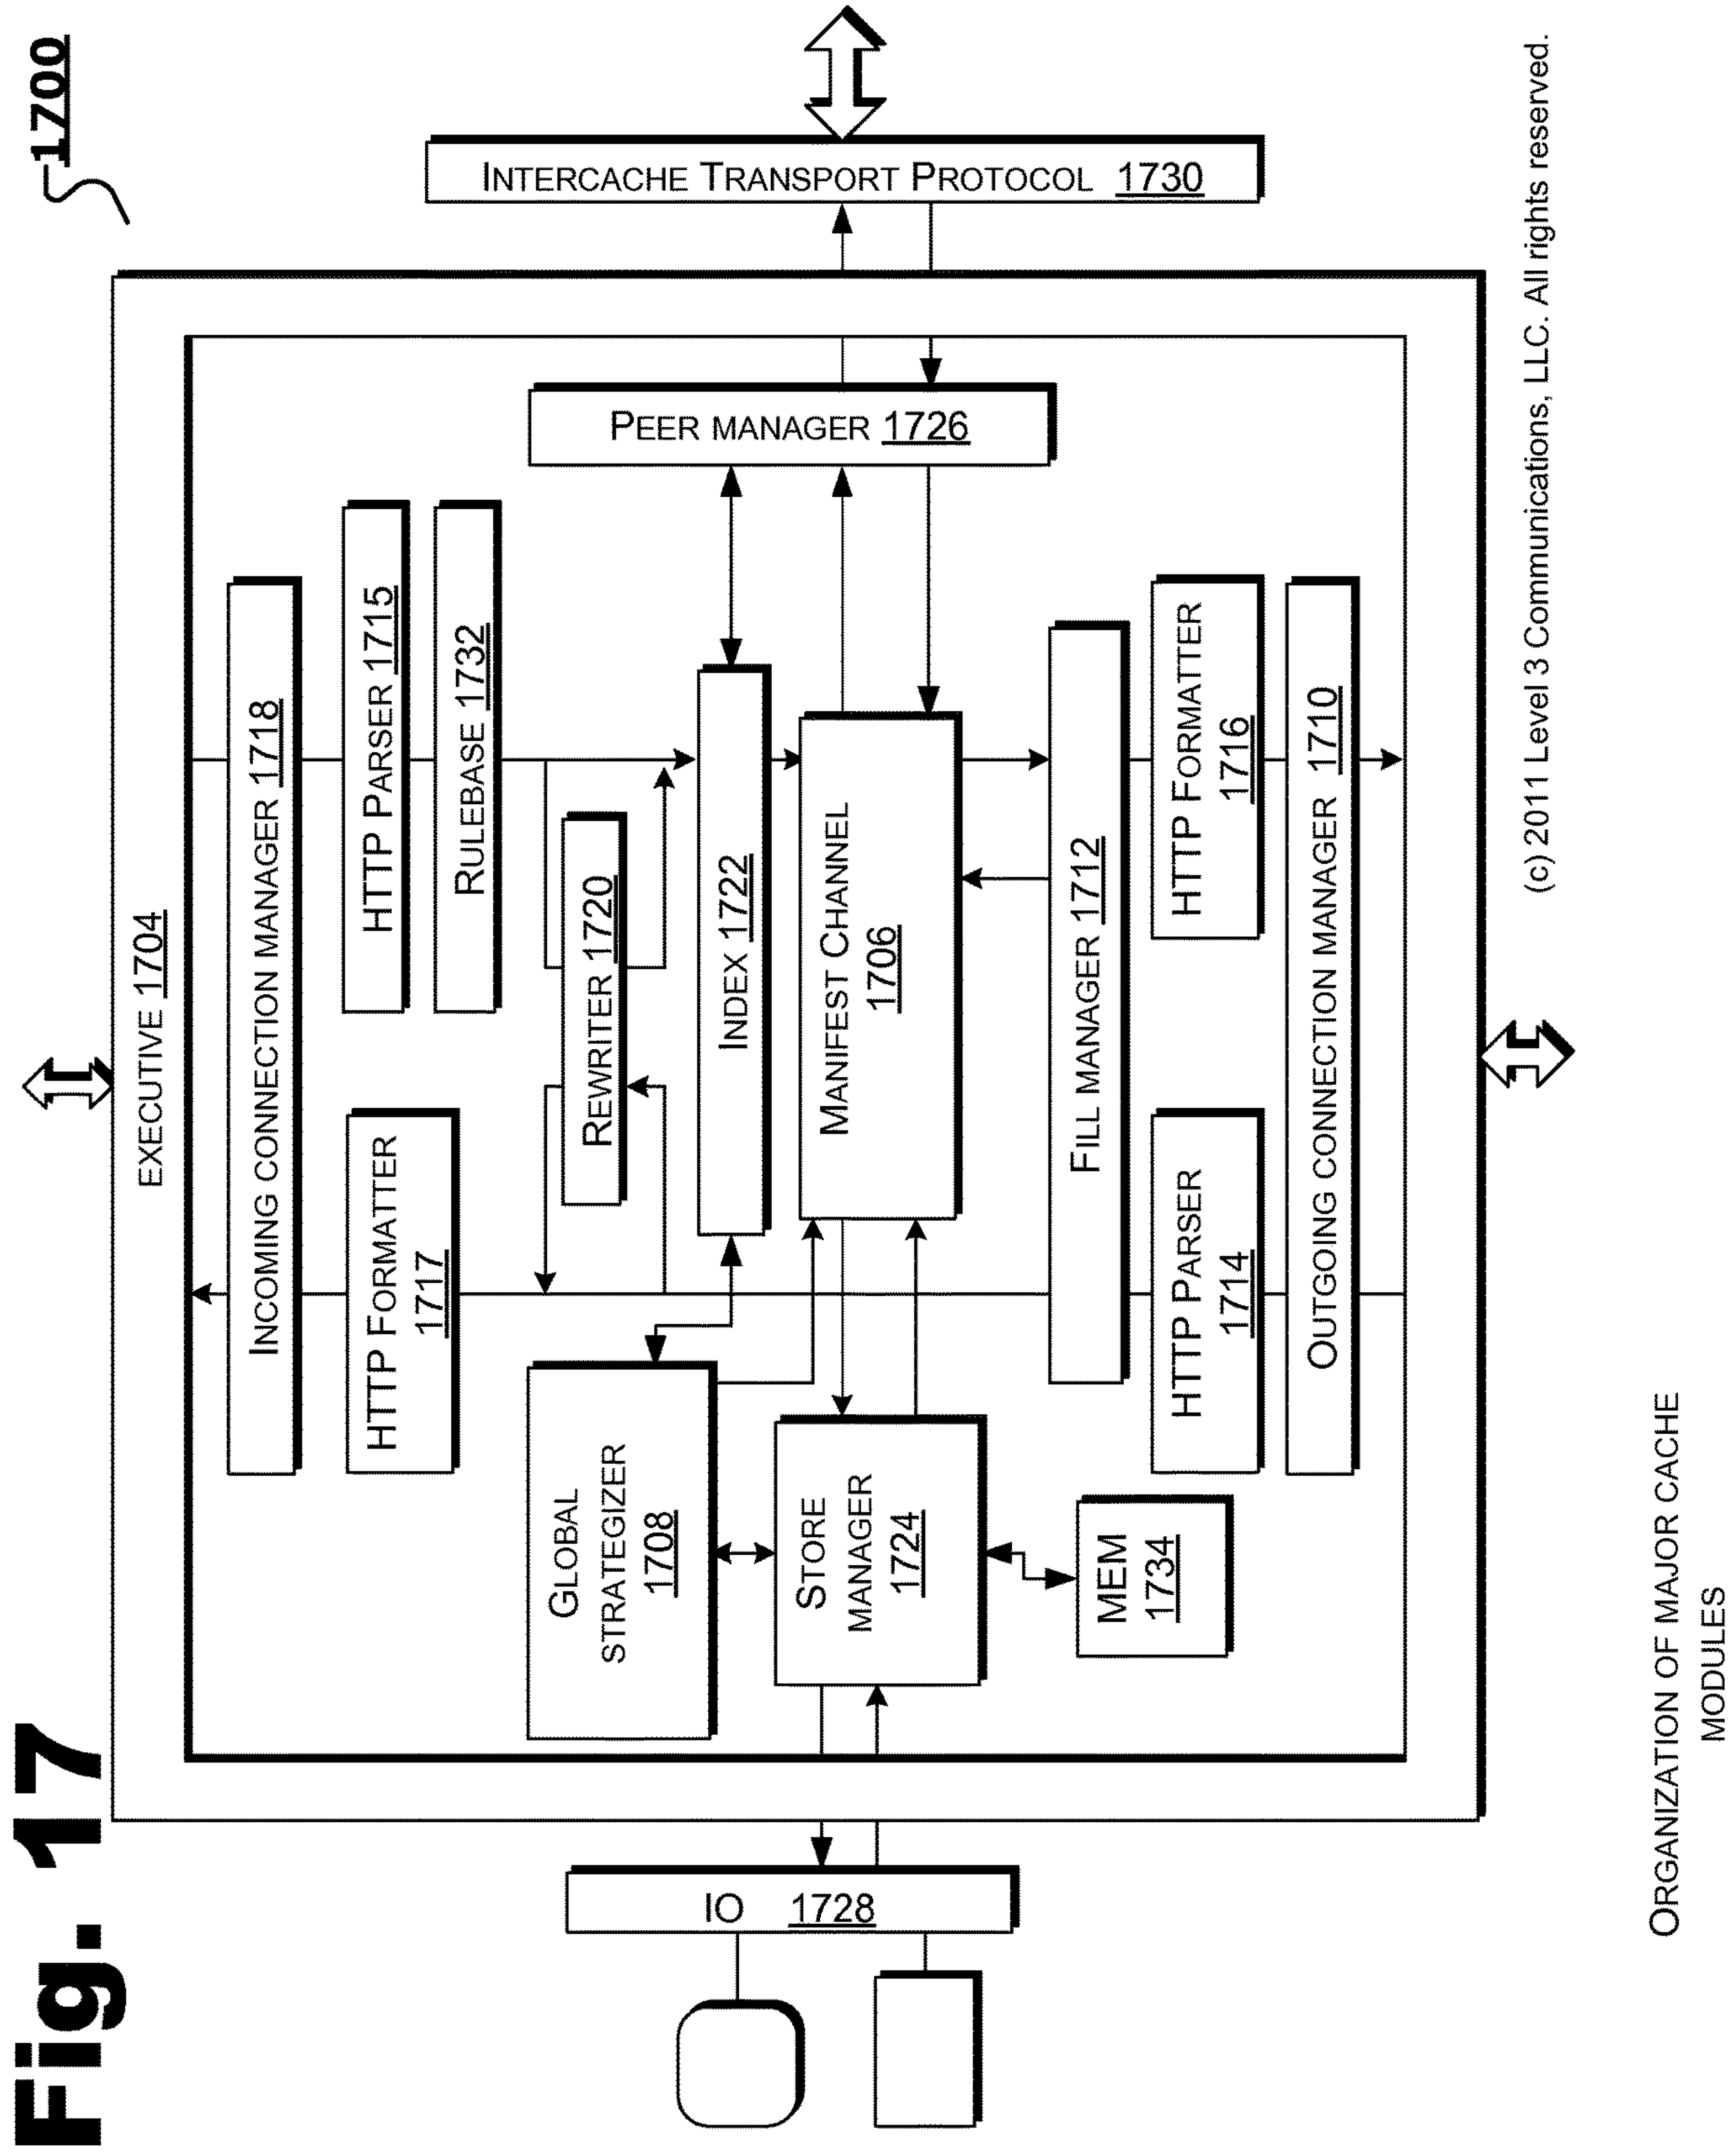 Fig. 17
1700
EXECUTIVE 1704
INCOMING CONNECTION MANAGER 1718
HTTP FORMATTER
1717
HTTP PARSER 1715
RULEBASE 1732
REWRITER 1720
GLOBAL
STRATEGIZER
1708
INDEX 1722
PEER MANAGER 1726
INTERCACHE TRANSPORT PROTOCOL 1730
IO 1728
STORE
MANAGER
1724
MANIFEST CHANNEL
1706
MEM
1734
FILL MANAGER 1712
HTTP PARSER
1714
HTTP FORMATTER
1716
OUTGOING CONNECTION MANAGER 1710
(c) 2011 Level 3 Communications, LLC. All rights reserved.
ORGANIZATION OF MAJOR CACHE
MODULES